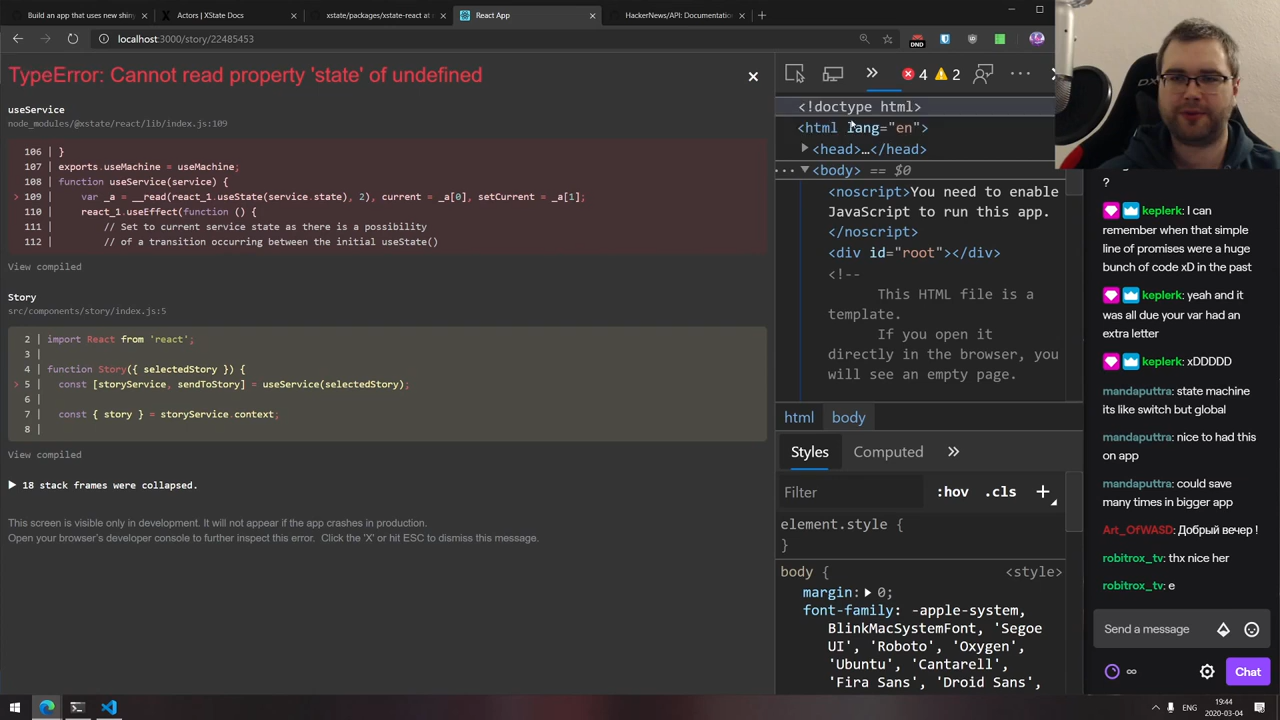 Build an app that uses new shiny
Actors | XState Docs
xstate/packages/xstate-react at
React App
HackerNews/API: Documentation
localhost:3000/story/22485453
DND
TypeError: Cannot read property 'state' of undefined
useService
node_modules/@xstate/react/lib/index.js:109
106 | }
107 | exports.useMachine = useMachine;
108 | function useService(service) {
> 109 | var _a = __read(react_1.useState(service.state), 2), current = _a[0], setCurrent = _a[1];
110 | react_1.useEffect(function () {
111 | // Set to current service state as there is a possibility
112 | // of a transition occurring between the initial useState()
View compiled
Story
src/components/story/index.js:5
2 | import React from 'react';
3 |
4 | function Story({ selectedStory }) {
> 5 | const [storyService, sendToStory] = useService(selectedStory);
6 |
7 | const { story } = storyService.context;
8 |
View compiled
▶ 18 stack frames were collapsed.
This screen is visible only in development. It will not appear if the app crashes in production.
Open your browser's developer console to further inspect this error. Click the 'X' or hit ESC to dismiss this message.
4 2
<!doctype html>
<html lang="en">
<head>…</head>
<body> == $0
<noscript>You need to enable
JavaScript to run this app.
</noscript>
<div id="root"></div>
<!--
This HTML file is a
template.
If you open it
directly in the browser, you
will see an empty page.
html body
Styles Computed
Filter :hov .cls
element.style {
}
body { <style>
margin: 0;
font-family: -apple-system,
BlinkMacSystemFont, 'Segoe
UI', 'Roboto', 'Oxygen',
'Ubuntu', 'Cantarell',
'Fira Sans', 'Droid Sans',
DX
?
keplerk: I can
remember when that simple
line of promises were a huge
bunch of code xD in the past
keplerk: yeah and it
was all due your var had an
extra letter
keplerk: xDDDDD
mandaputtra: state machine
its like switch but global
mandaputtra: nice to had this
on app
mandaputtra: could save
many times in bigger app
Art_OfWASD: Добрый вечер !
robitrox_tv: thx nice her
robitrox_tv: e
Send a message
∞
Chat
ENG
19:44
2020-03-04